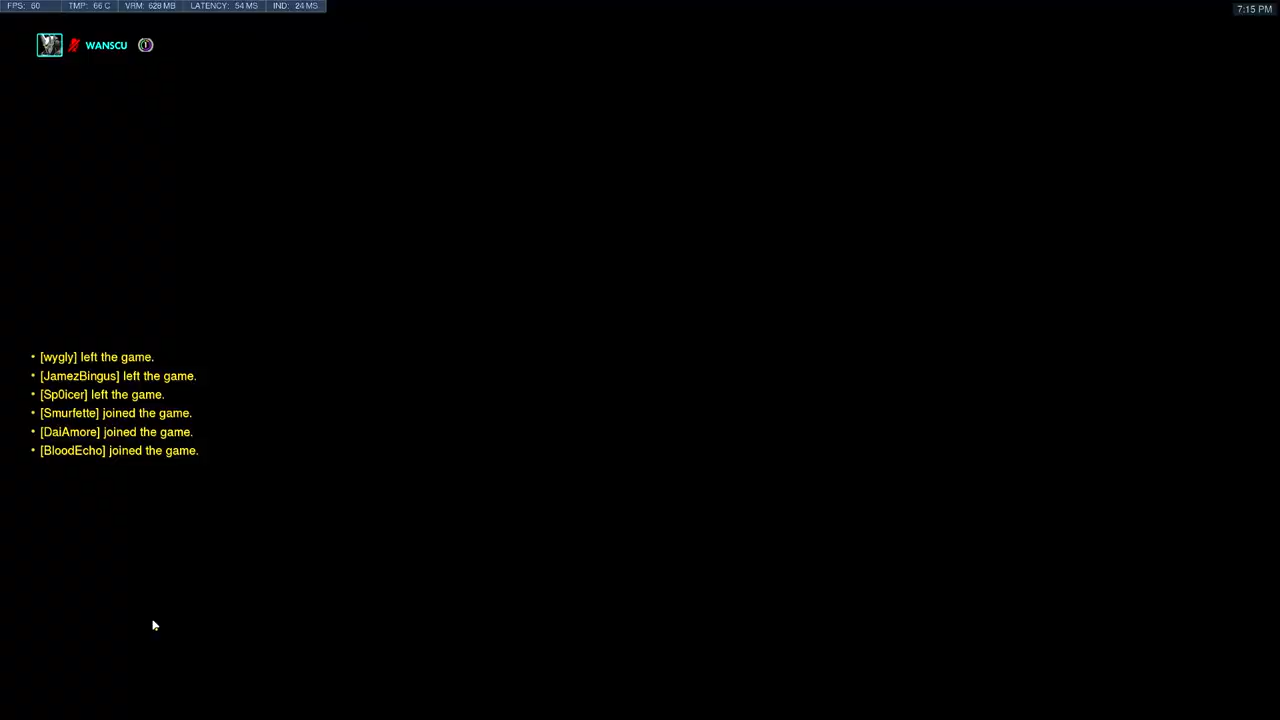 FPS: 60 TMP: 66 C VRM: 628 MB LATENCY: 54 MS IND: 24 MS
7:15 PM
WANSCU
• [wygly] left the game.
• [JamezBingus] left the game.
• [Sp0icer] left the game.
• [Smurfette] joined the game.
• [DaiAmore] joined the game.
• [BloodEcho] joined the game.